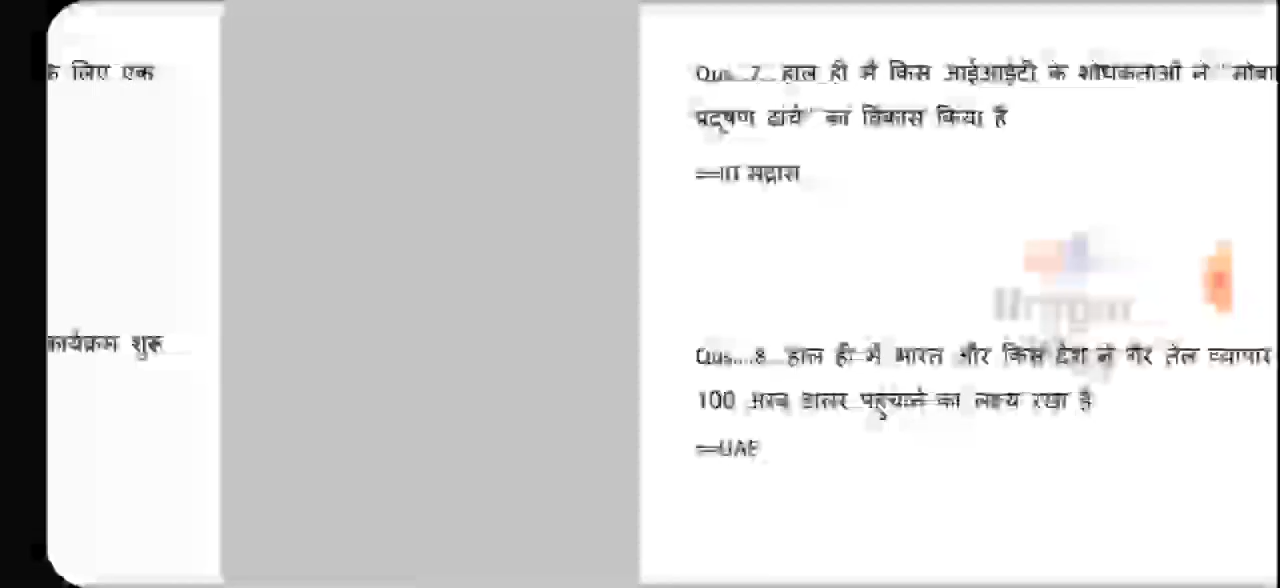 के लिए एक
कार्यक्रम शुरू
Qus...7.. हाल ही में किस आईआईटी के शोधकर्ताओं ने "मोबा
प्रदूषण ढांचे" का विकास किया है
=IIT मद्रास
Qus....8.. हाल ही में भारत और किस देश ने गैर तेल व्यापार
100 अरब डालर पहुंचाने का लक्ष्य रखा है
=UAE